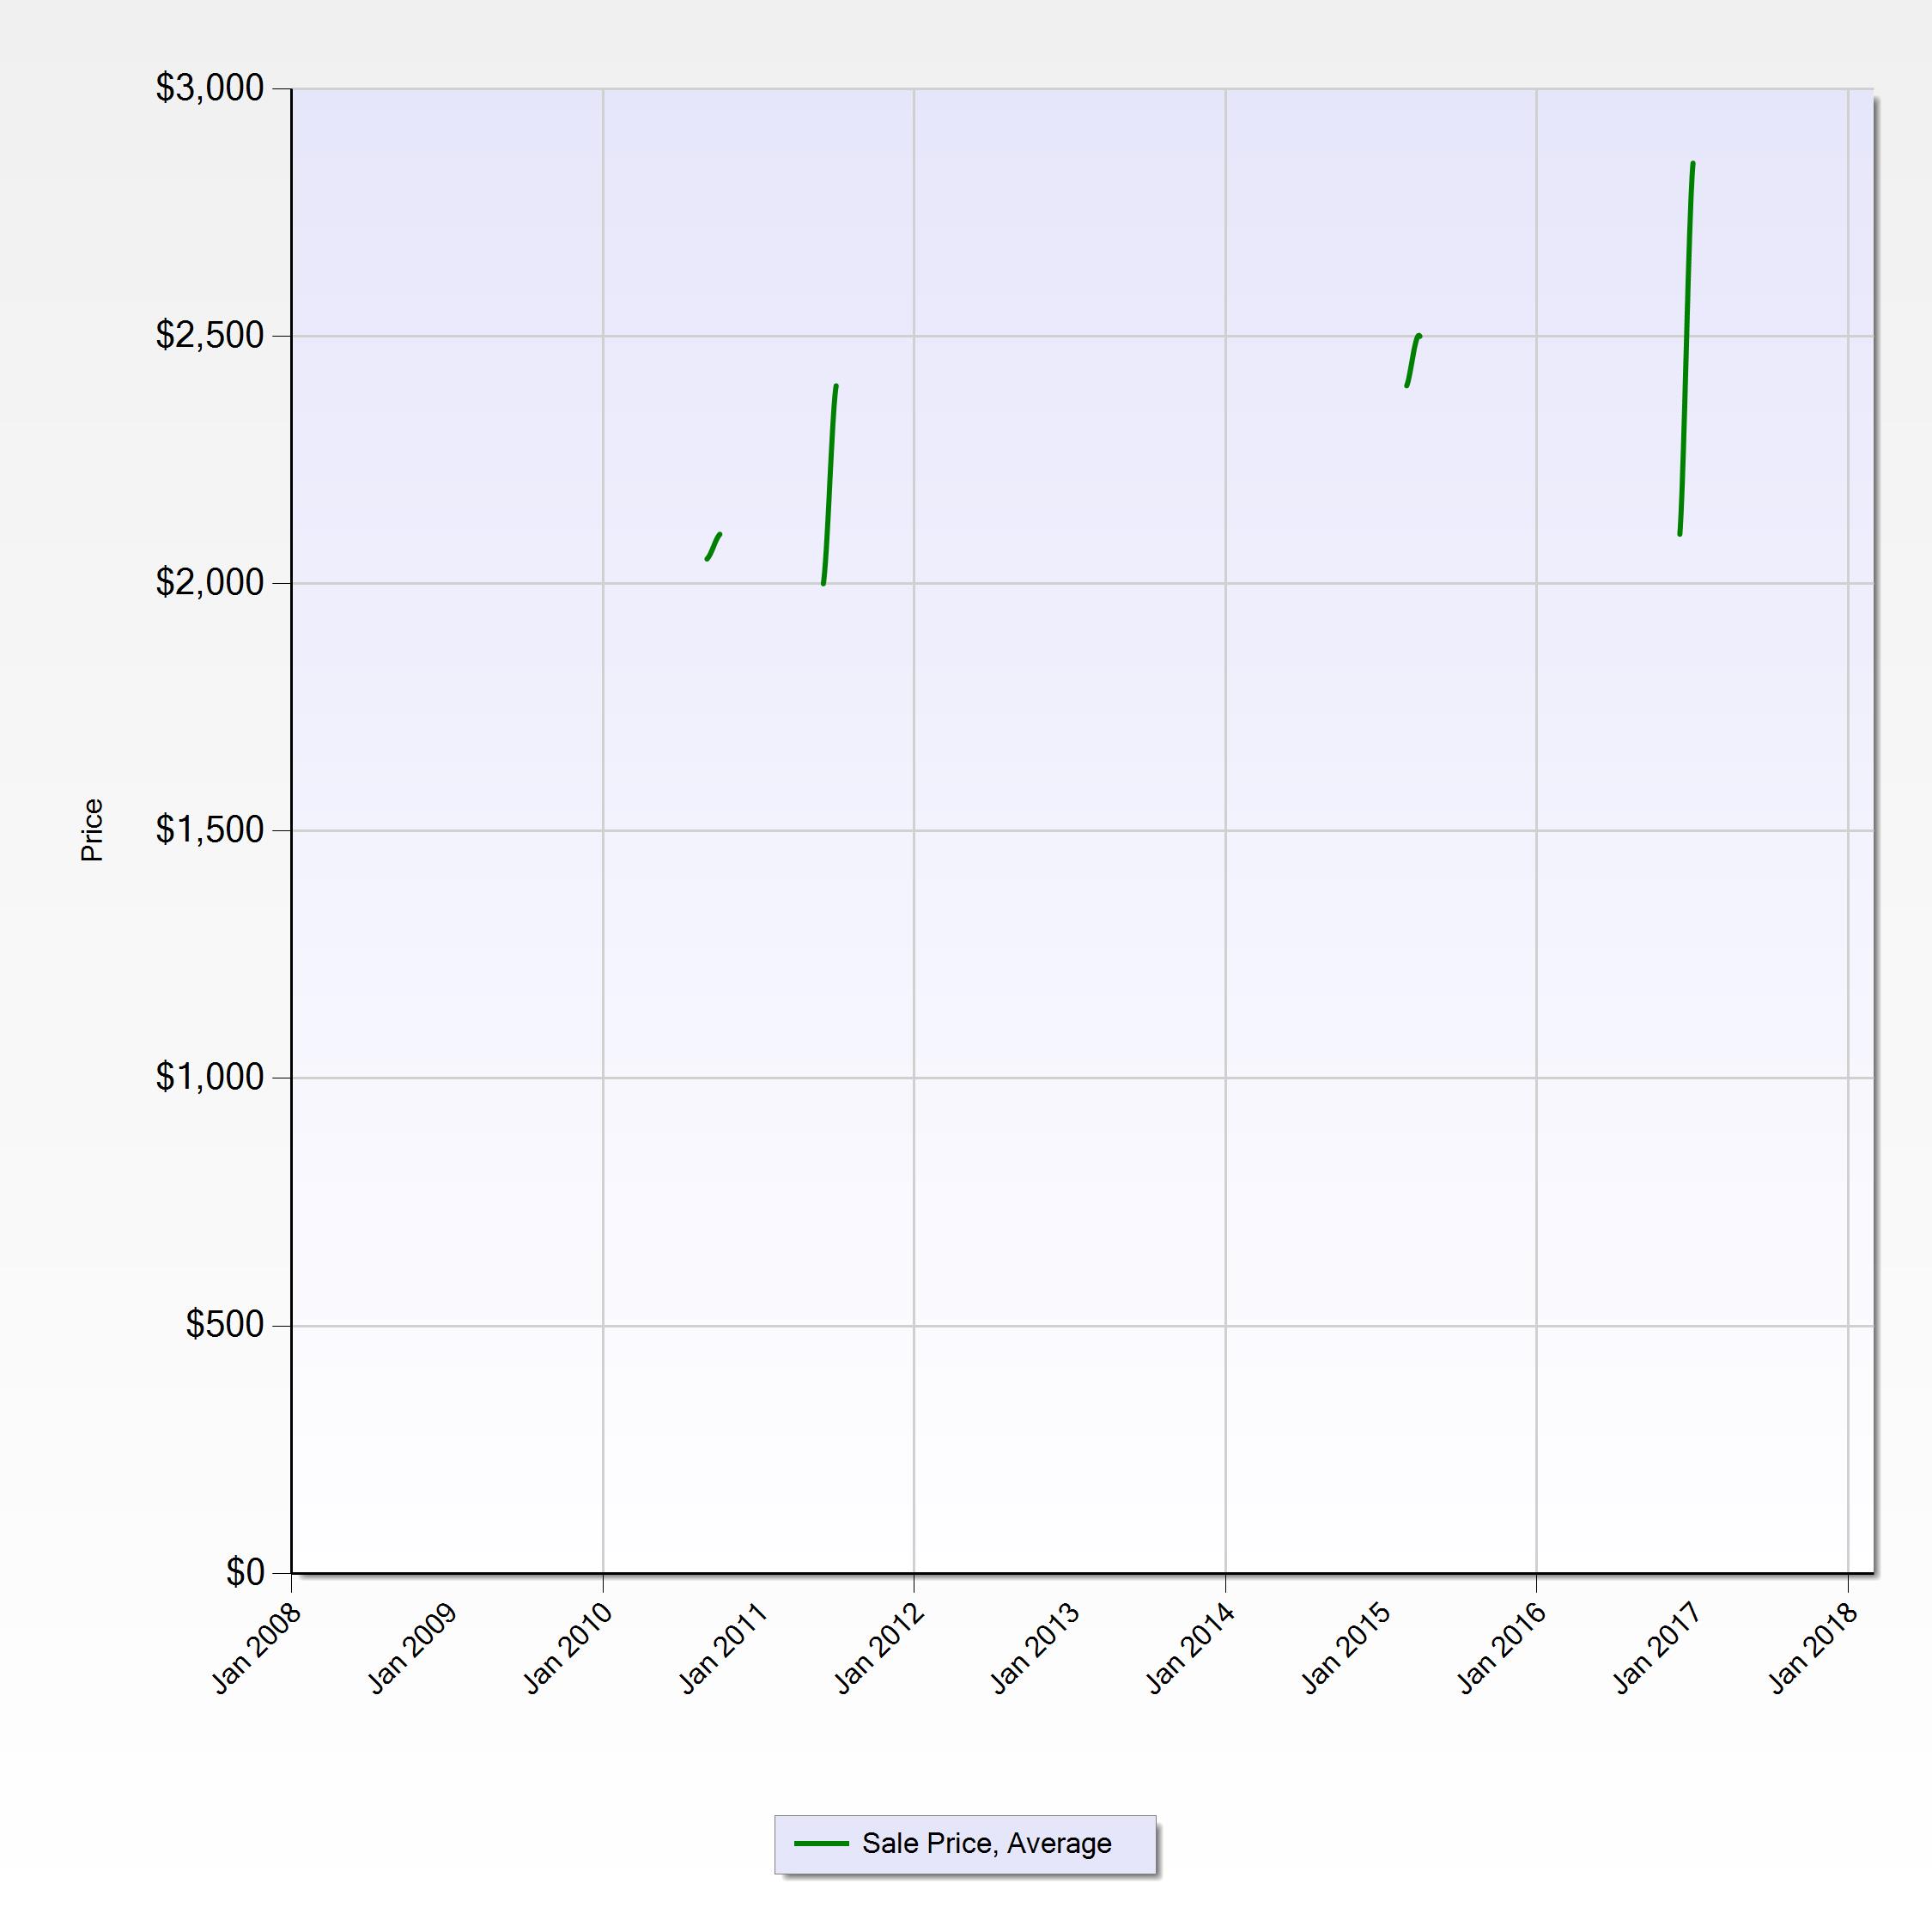 $3,000
$2,500
$2,000
$1,500
$1,000
$500
$0
Price
Jan 2008
Jan 2009
Jan 2010
Jan 2011
Jan 2012
Jan 2013
Jan 2014
Jan 2015
Jan 2016
Jan 2017
Jan 2018
Sale Price, Average